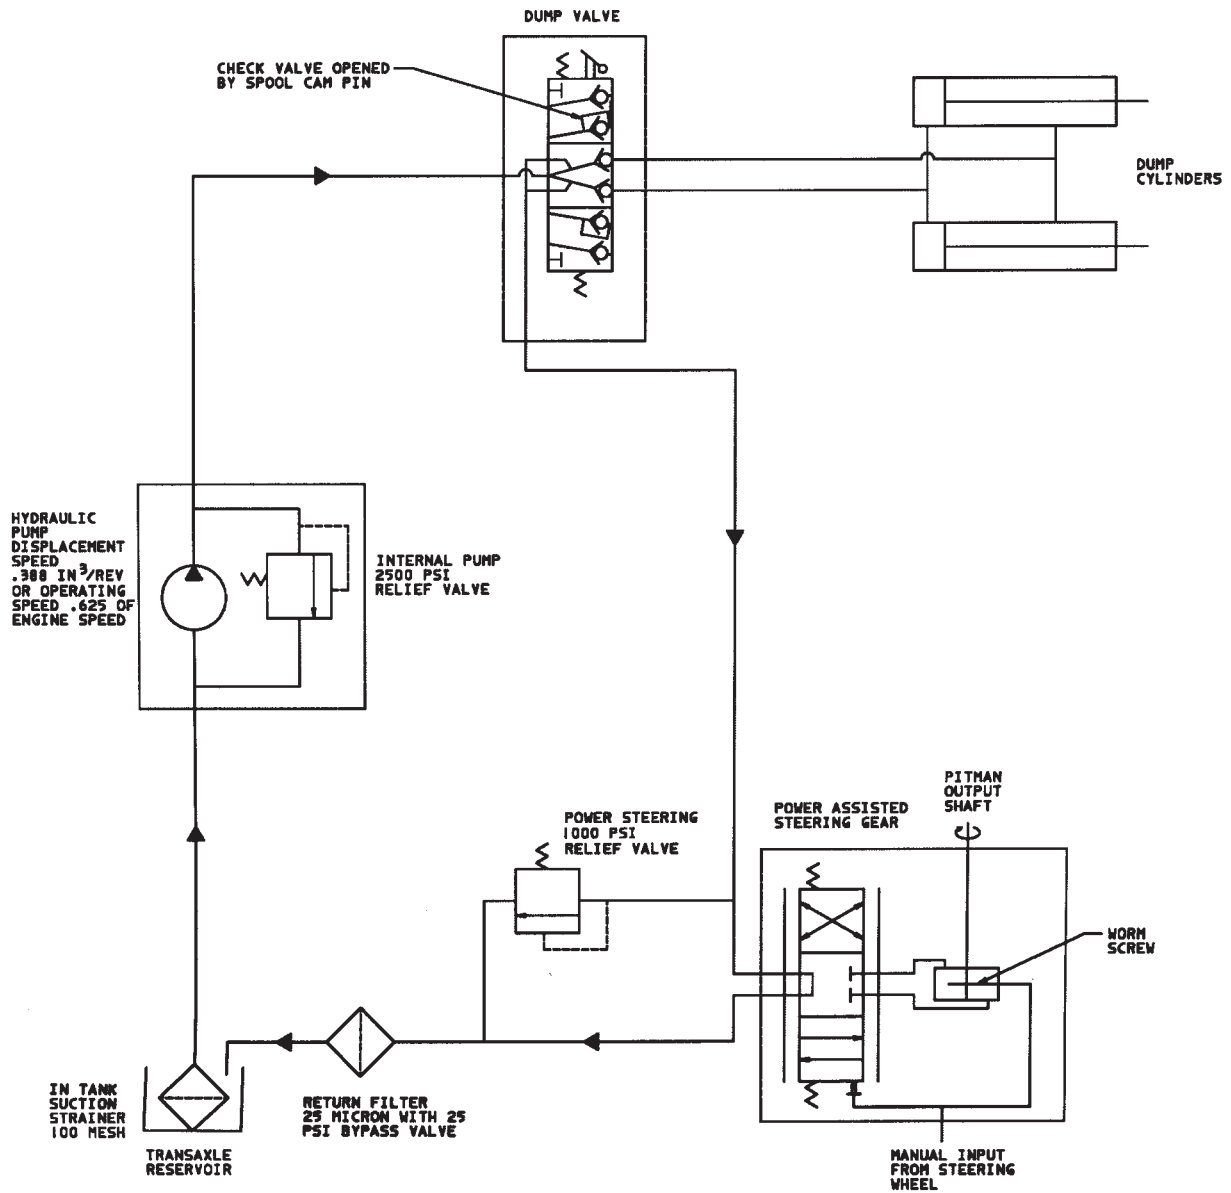 DUMP VALVE
CHECK VALVE OPENED
BY SPOOL CAM PIN
DUMP
CYLINDERS
HYDRAULIC
PUMP
DISPLACEMENT
SPEED
.388 IN³/REV
OR OPERATING
SPEED .625 OF
ENGINE SPEED
INTERNAL PUMP
2500 PSI
RELIEF VALVE
POWER STEERING
1000 PSI
RELIEF VALVE
POWER ASSISTED
STEERING GEAR
PITMAN
OUTPUT
SHAFT
WORM
SCREW
IN TANK
SUCTION
STRAINER
100 MESH
TRANSAXLE
RESERVOIR
RETURN FILTER
25 MICRON WITH 25
PSI BYPASS VALVE
MANUAL INPUT
FROM STEERING
WHEEL